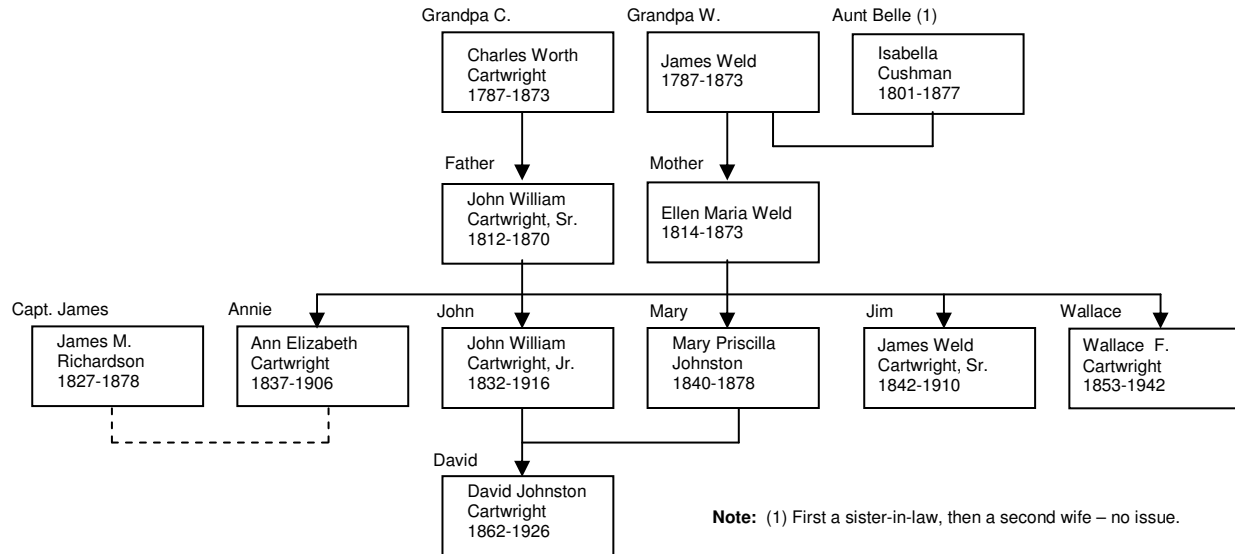 Grandpa C.
Grandpa W.
Aunt Belle (1)
Charles Worth
Cartwright
1787-1873
James Weld
1787-1873
Isabella
Cushman
1801-1877
Father
Mother
John William
Cartwright, Sr.
1812-1870
Ellen Maria Weld
1814-1873
Capt. James
Annie
John
Mary
Jim
Wallace
James M.
Richardson
1827-1878
Ann Elizabeth
Cartwright
1837-1906
John William
Cartwright, Jr.
1832-1916
Mary Priscilla
Johnston
1840-1878
James Weld
Cartwright, Sr.
1842-1910
Wallace F.
Cartwright
1853-1942
David
David Johnston
Cartwright
1862-1926
Note: (1) First a sister-in-law, then a second wife – no issue.